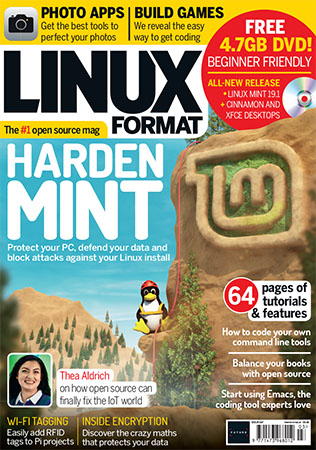 PHOTO APPS
Get the best tools to
perfect your photos
BUILD GAMES
We reveal the easy
way to get coding
FREE
4.7GB DVD!
BEGINNER FRIENDLY
ALL-NEW RELEASE
• LINUX MINT 19.1
• CINNAMON AND
XFCE DESKTOPS
LINUX
FORMAT
The #1 open source mag
HARDEN
MINT
Protect your PC, defend your data and
block attacks against your Linux install
64 pages of
tutorials
& features
How to code your own
command line tools
Balance your books
with open source
Start using Emacs, the
coding tool experts love
Thea Aldrich
on how open source can
finally fix the IoT world
WI-FI TAGGING
Easily add RFID
tags to Pi projects
INSIDE ENCRYPTION
Discover the crazy maths
that protects your data
FUTURE
9 771473 968012